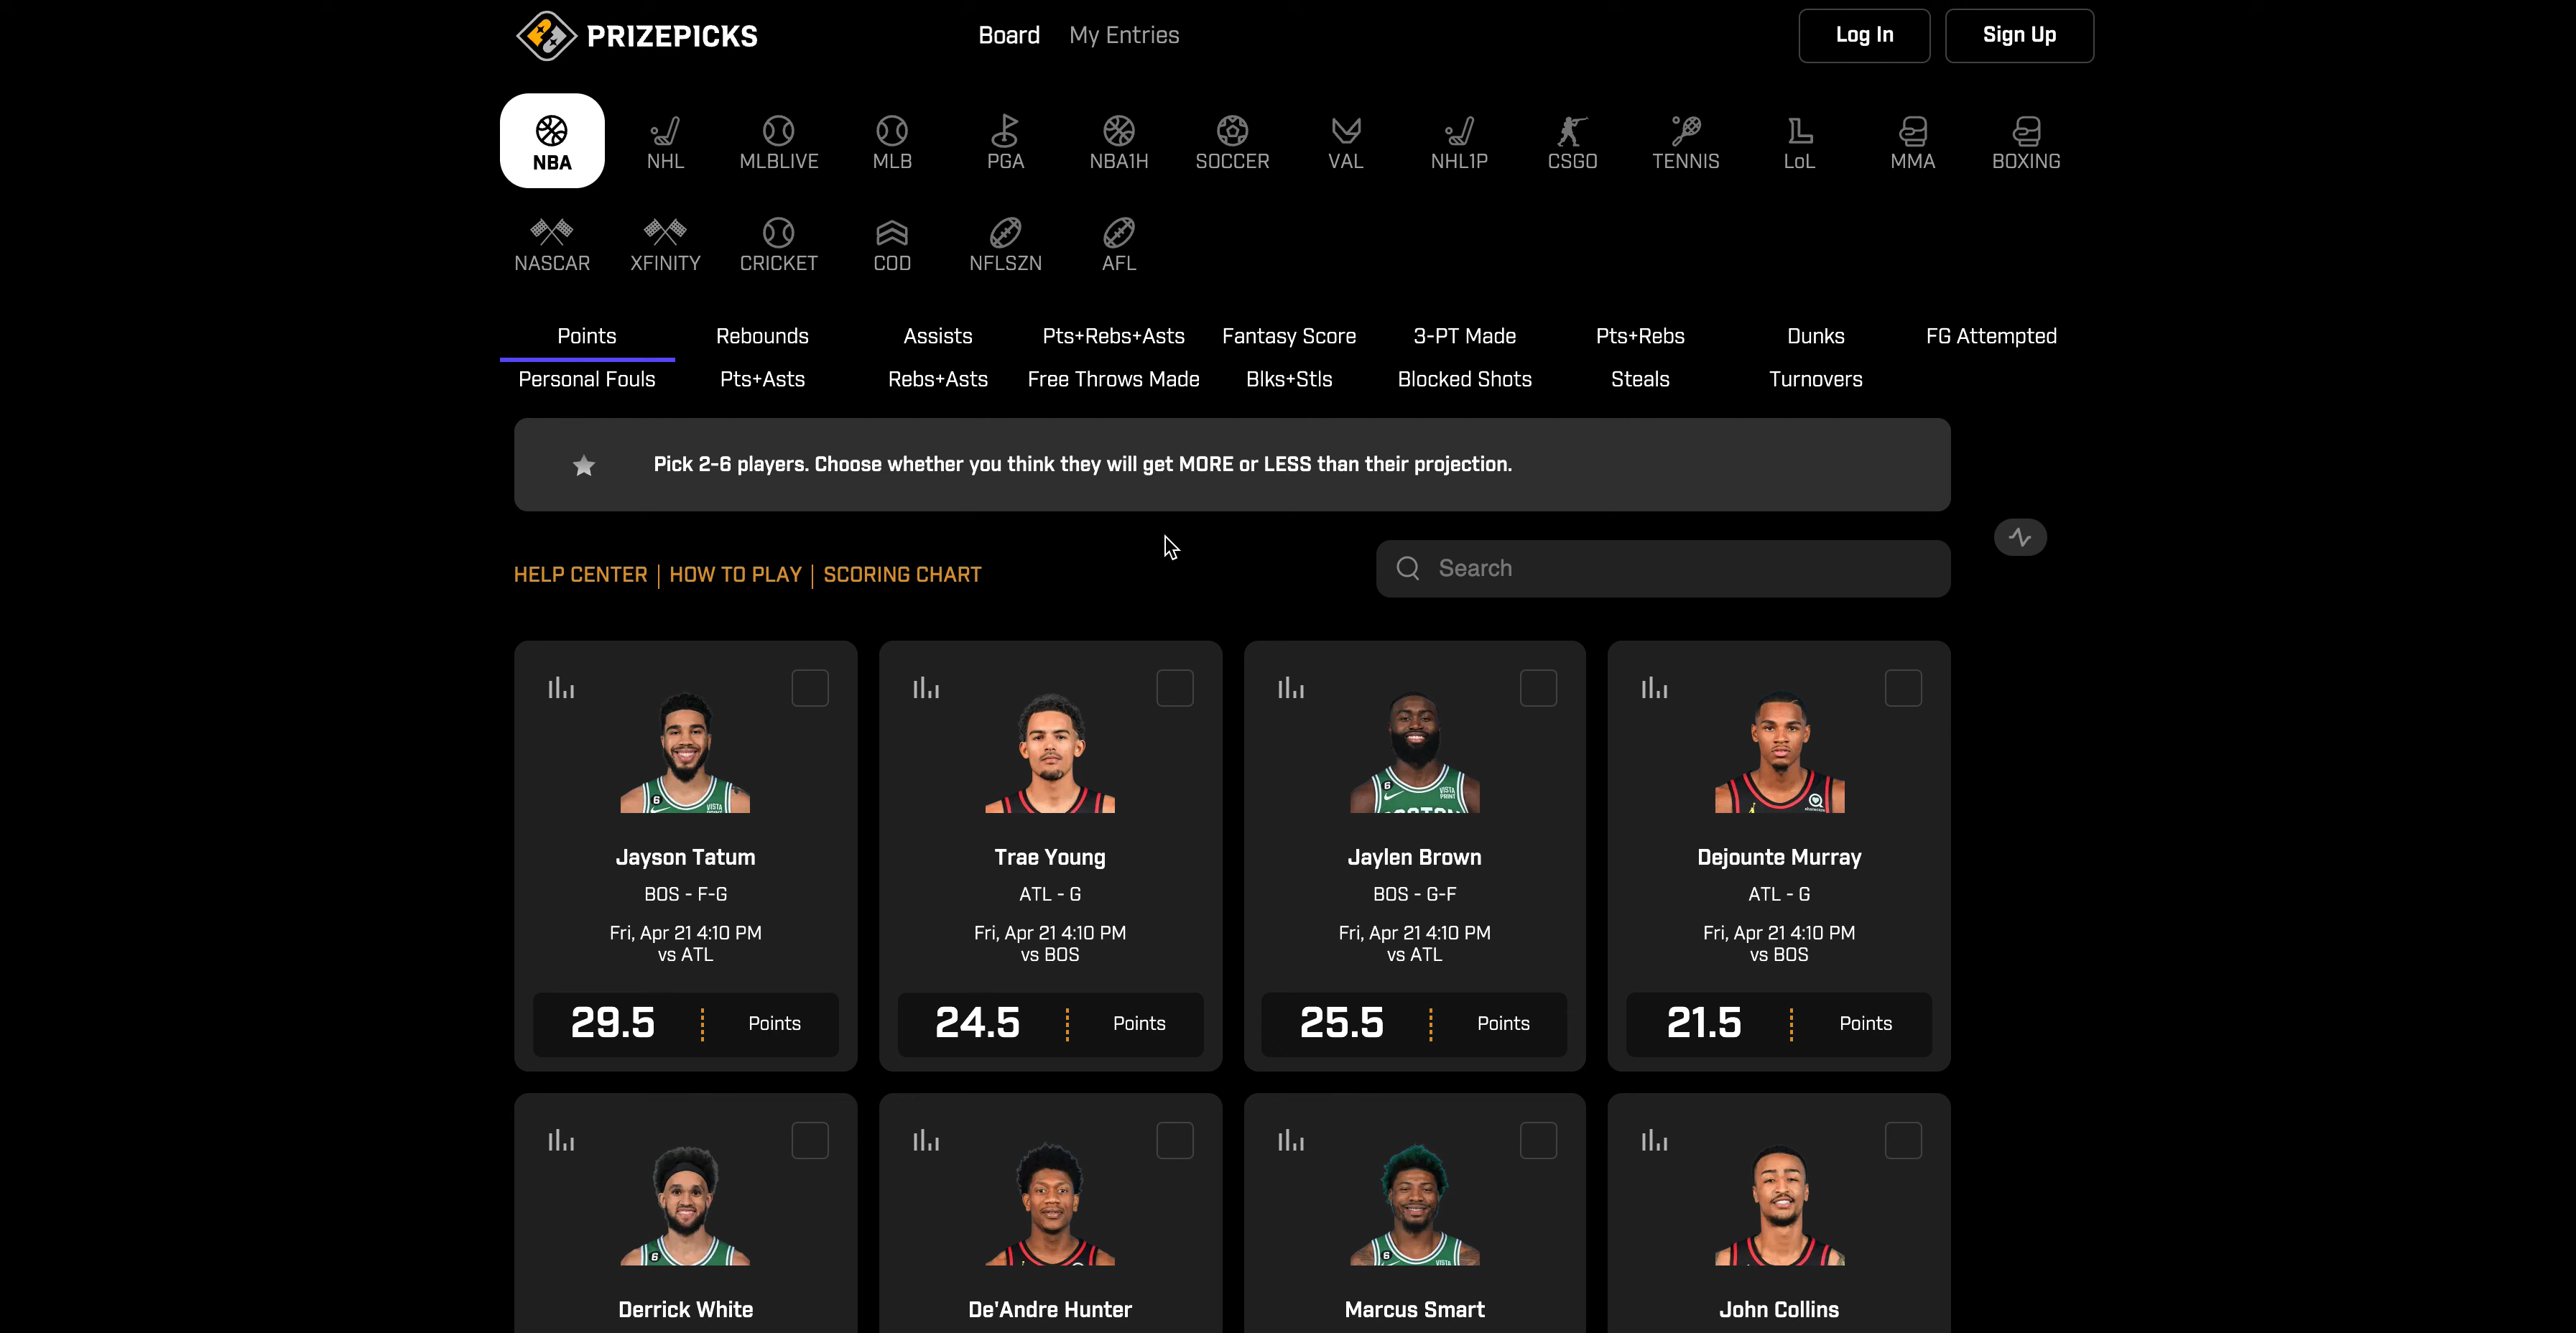 PRIZEPICKS
Board My Entries
Log In Sign Up
NBA NHL MLBLIVE MLB PGA NBA1H SOCCER VAL NHL1P CSGO TENNIS LoL MMA BOXING
NASCAR XFINITY CRICKET COD NFLSZN AFL
Points Rebounds Assists Pts+Rebs+Asts Fantasy Score 3-PT Made Pts+Rebs Dunks FG Attempted
Personal Fouls Pts+Asts Rebs+Asts Free Throws Made Blks+Stls Blocked Shots Steals Turnovers
Pick 2-6 players. Choose whether you think they will get MORE or LESS than their projection.
HELP CENTER | HOW TO PLAY | SCORING CHART
Search
Jayson Tatum
BOS - F-G
Fri, Apr 21 4:10 PM
vs ATL
29.5 Points
Trae Young
ATL - G
Fri, Apr 21 4:10 PM
vs BOS
24.5 Points
Jaylen Brown
BOS - G-F
Fri, Apr 21 4:10 PM
vs ATL
25.5 Points
Dejounte Murray
ATL - G
Fri, Apr 21 4:10 PM
vs BOS
21.5 Points
Derrick White
De'Andre Hunter
Marcus Smart
John Collins